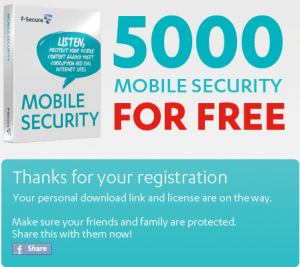 F-Secure
LISTEN,
PROTECT YOUR MOBILE
CONTENT AGAINST THEFT,
CORRUPTION AND EVIL
INTERNET SITES
MOBILE
SECURITY
5000
MOBILE SECURITY
FOR FREE
Thanks for your registration
Your personal download link and license are on the way.
Make sure your friends and family are protected.
Share this with them now!
f Share